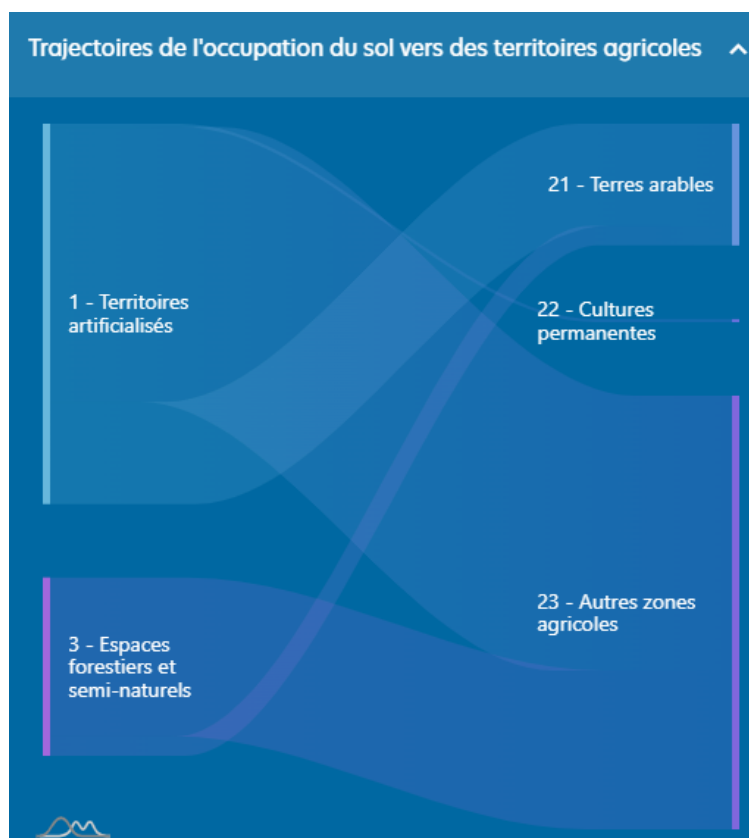 Trajectoires de l'occupation du sol vers des territoires agricoles
21 - Terres arables
1 - Territoires
artificialisés
22 - Cultures
permanentes
23 - Autres zones
agricoles
3 - Espaces
forestiers et
semi-naturels